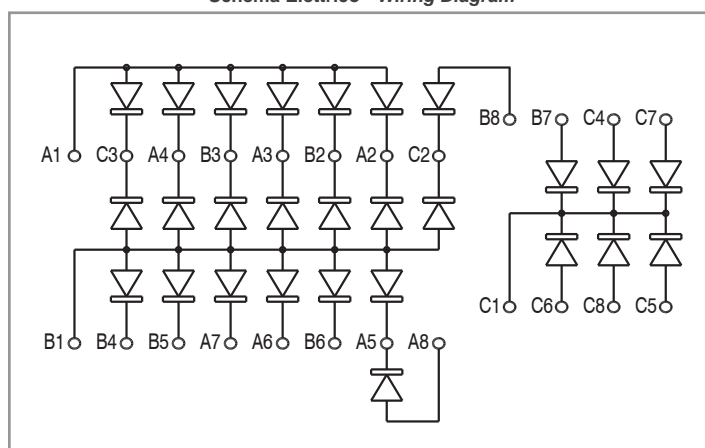 Schema Elettrico - Wiring Diagram
B8 B7 C4 C7
A1 C3 A4 B3 A3 B2 A2 C2
C1 C6 C8 C5
B1 B4 B5 A7 A6 B6 A5 A8